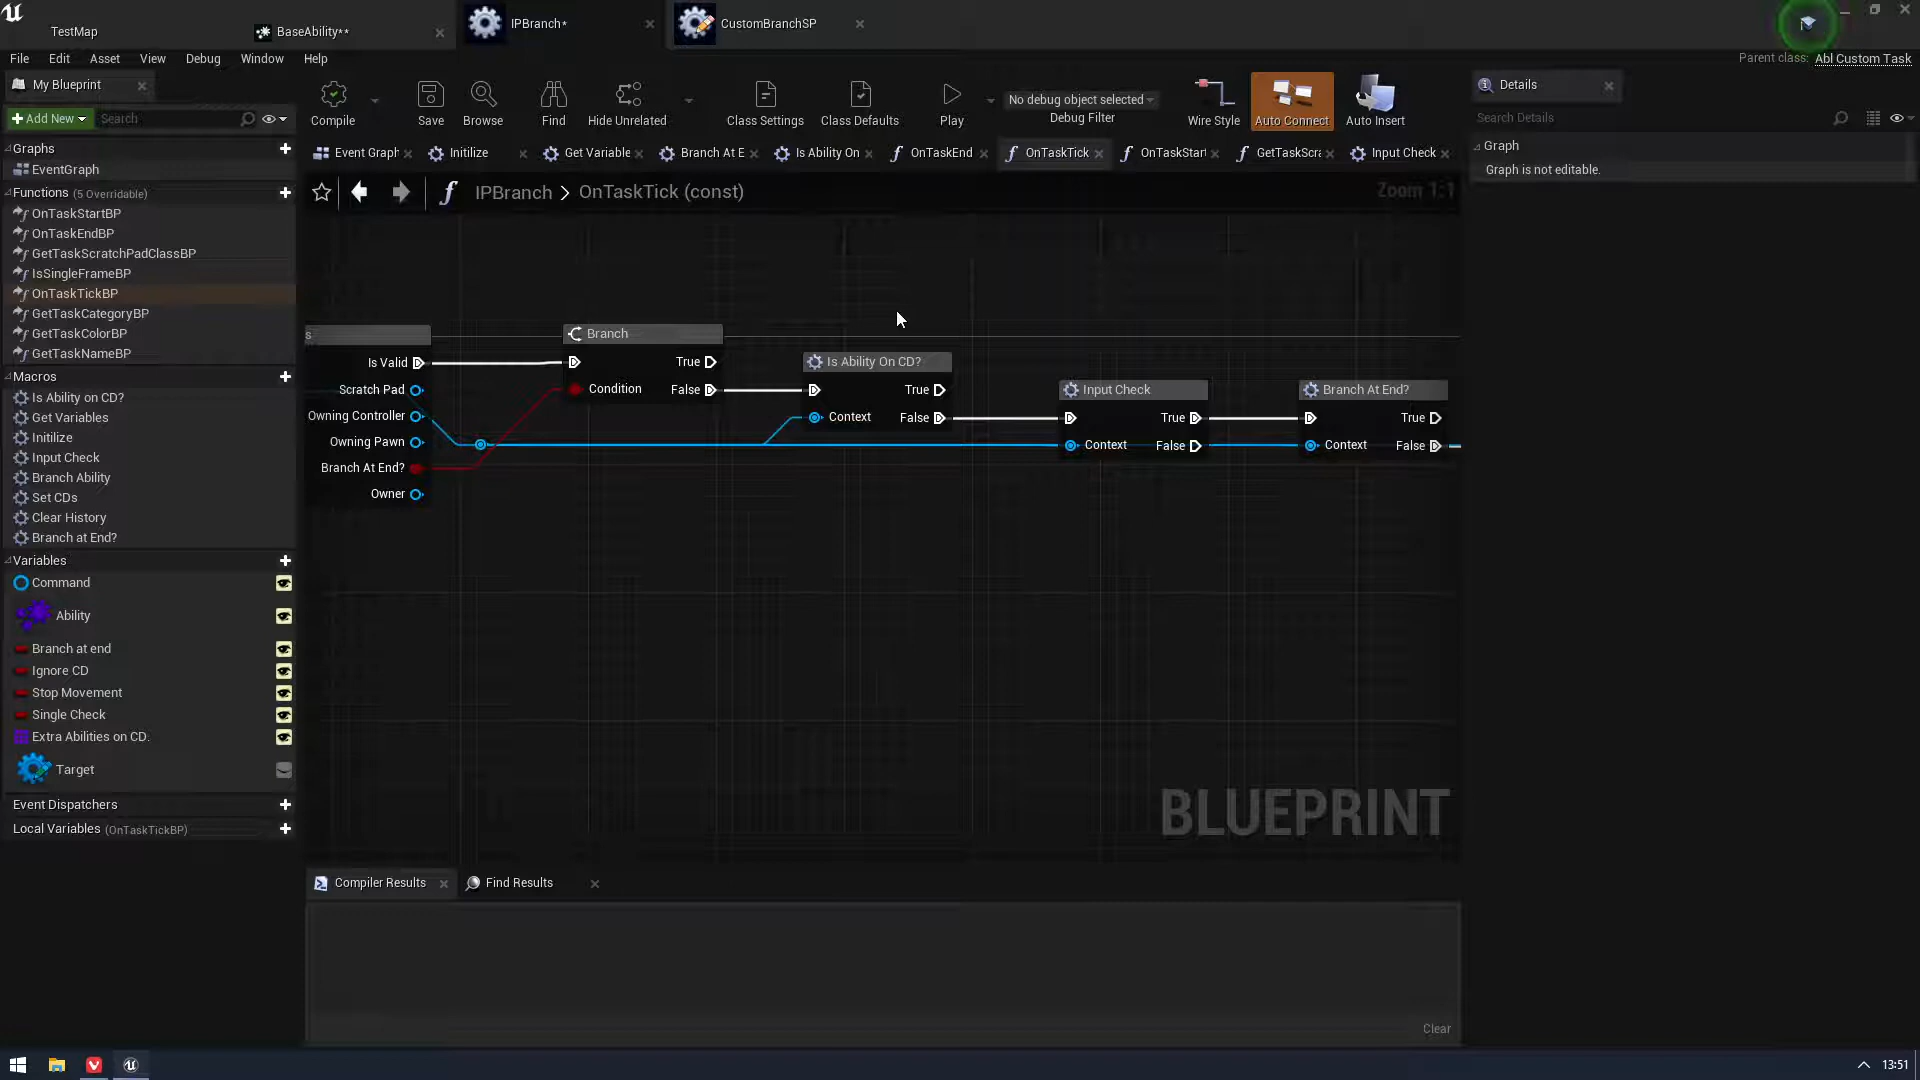 TestMap
BaseAbility**
IPBranch*
CustomBranchSP
File
Edit
Asset
View
Debug
Window
Help
Parent class: Abl Custom Task
My Blueprint
Add New
Search
Compile
Save
Browse
Find
Hide Unrelated
Class Settings
Class Defaults
Play
No debug object selected
Debug Filter
Wire Style
Auto Connect
Auto Insert
Details
Search Details
Graph
Graph is not editable.
Event Graph
Initilize
Get Variable
Branch At E
Is Ability On
OnTaskEnd
OnTaskTick
OnTaskStart
GetTaskScra
Input Check
IPBranch > OnTaskTick (const)
Zoom 1:1
Graphs
EventGraph
Functions (5 Overridable)
OnTaskStartBP
OnTaskEndBP
GetTaskScratchPadClassBP
IsSingleFrameBP
OnTaskTickBP
GetTaskCategoryBP
GetTaskColorBP
GetTaskNameBP
Macros
Is Ability on CD?
Get Variables
Initilize
Input Check
Branch Ability
Set CDs
Clear History
Branch at End?
Variables
Command
Ability
Branch at end
Ignore CD
Stop Movement
Single Check
Extra Abilities on CD.
Target
Event Dispatchers
Local Variables (OnTaskTickBP)
s
Is Valid
Scratch Pad
Owning Controller
Owning Pawn
Branch At End?
Owner
Branch
True
Condition
False
Is Ability On CD?
True
Context
False
Input Check
True
Context
False
Branch At End?
True
Context
False
BLUEPRINT
Compiler Results
Find Results
Clear
13:51